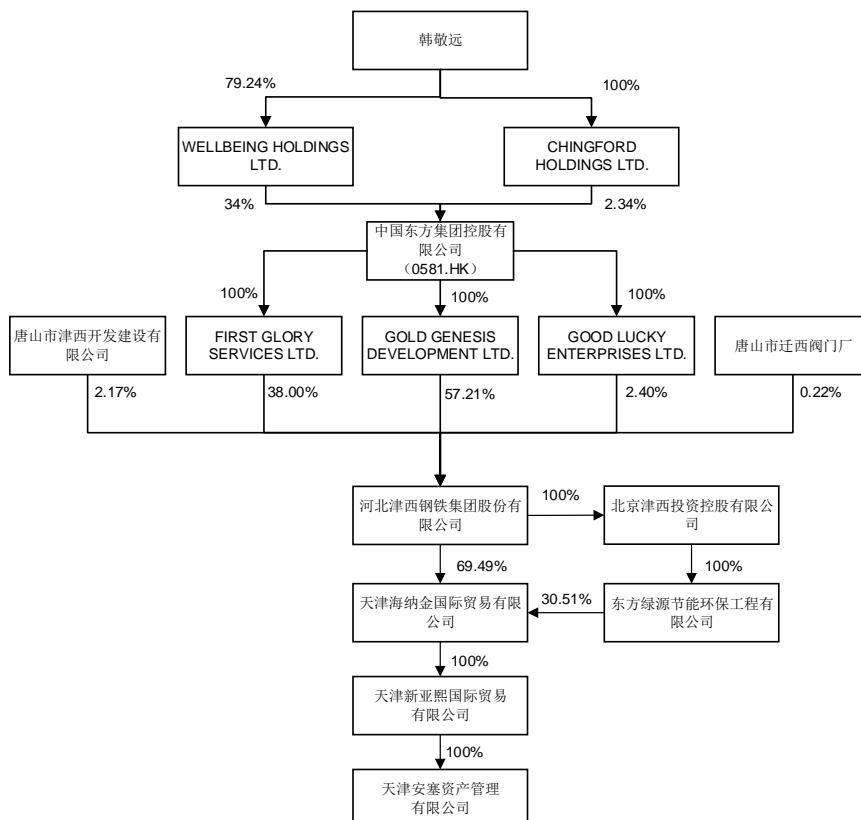 韩敬远
79.24%
100%
WELLBEING HOLDINGS
LTD.
CHINGFORD
HOLDINGS LTD.
34%
2.34%
中国东方集团控股有
限公司
（0581.HK）
100%
100%
100%
唐山市津西开发建设有
限公司
FIRST GLORY
SERVICES LTD.
GOLD GENESIS
DEVELOPMENT LTD.
GOOD LUCKY
ENTERPRISES LTD.
唐山市迁西阀门厂
2.17%
38.00%
57.21%
2.40%
0.22%
河北津西钢铁集团股份有
限公司
100%
北京津西投资控股有限公
司
69.49%
100%
天津海纳金国际贸易有限
公司
30.51%
东方绿源节能环保工程有
限公司
100%
天津新亚熙国际贸易
有限公司
100%
天津安塞资产管理
有限公司